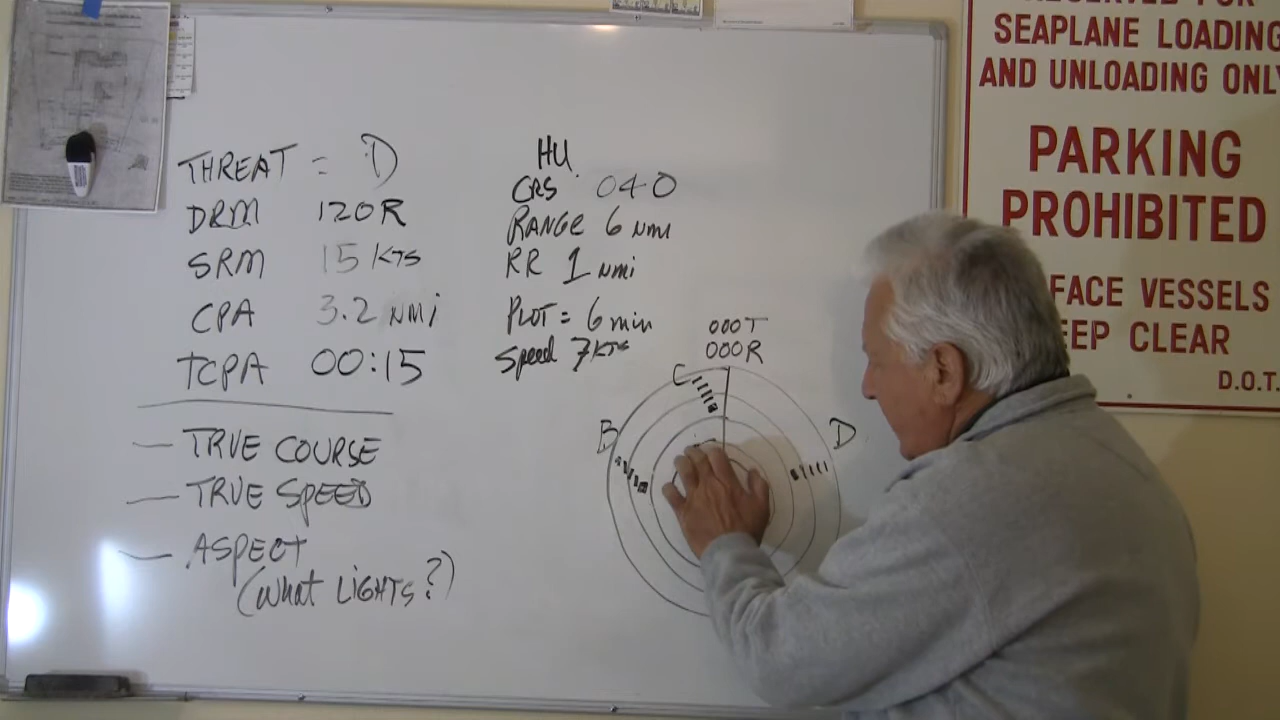 THREAT = D
DRM 120R
SRM 15 KTS
CPA 3.2 NMi
TCPA 00:15
— TRUE COURSE
— TRUE SPEED
— ASPECT
(What LiGHTS?)
HU
CRS 040
RANGE 6 NMi
RR 1 NMi
PLOT = 6 min
Speed 7 KTS
000T
000R
C
B
D
SEAPLANE LOADING
AND UNLOADING ONLY
PARKING
PROHIBITED
FACE VESSELS
EEP CLEAR
D.O.T.